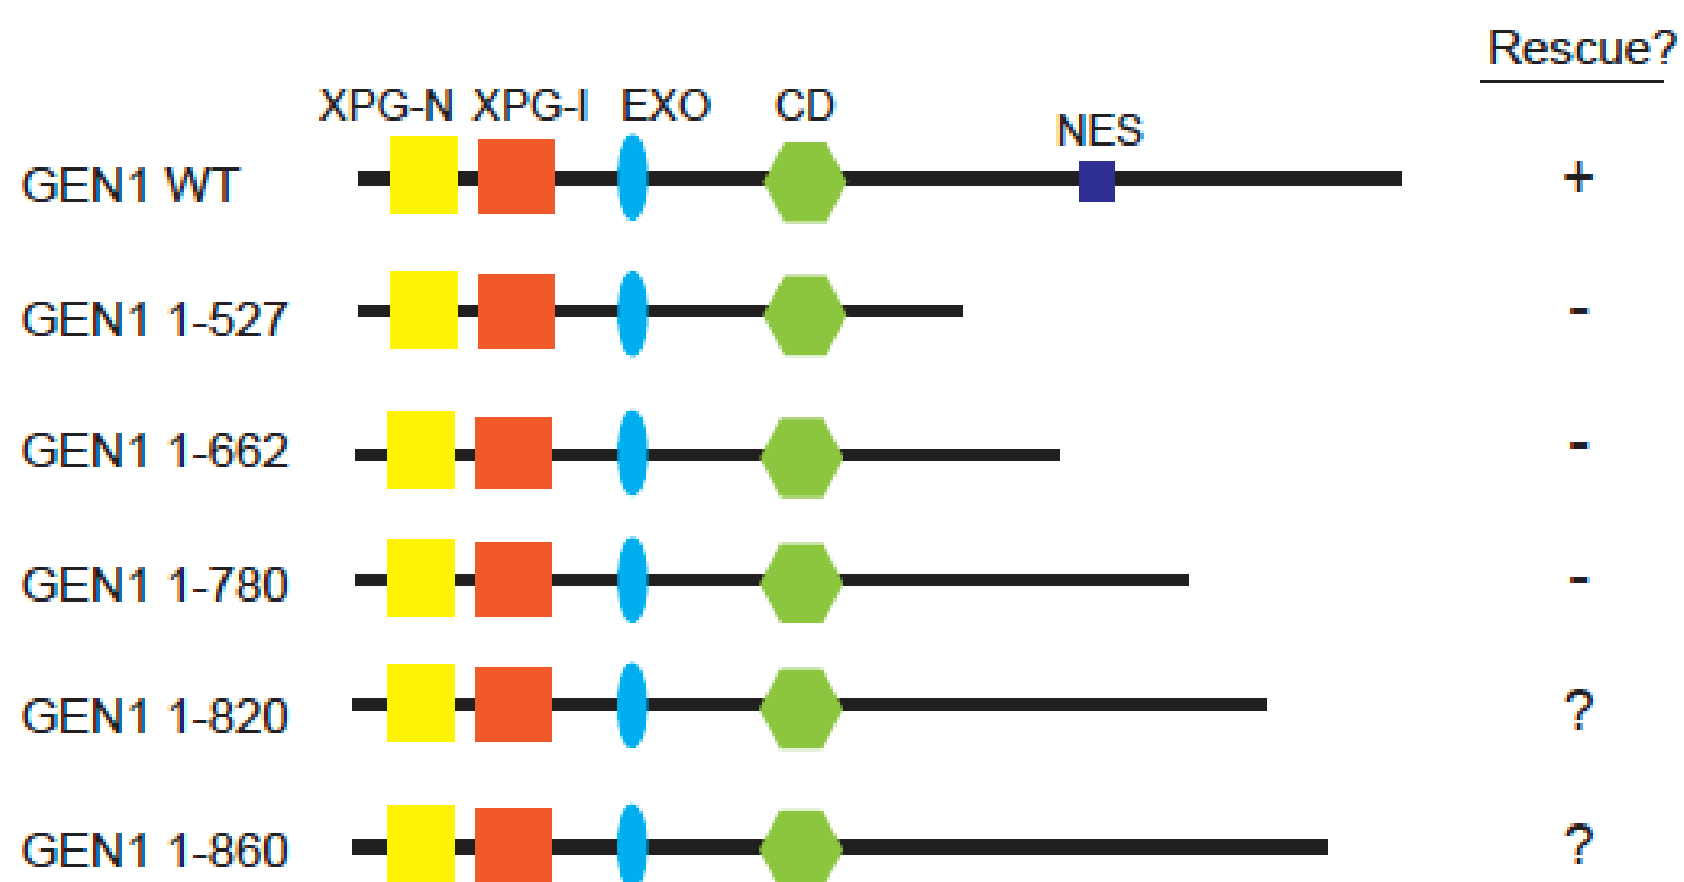 Rescue?
XPG-N XPG-I EXO CD
NES
GEN1 WT +
GEN1 1-527 -
GEN1 1-662 -
GEN1 1-780 -
GEN1 1-820 ?
GEN1 1-860 ?